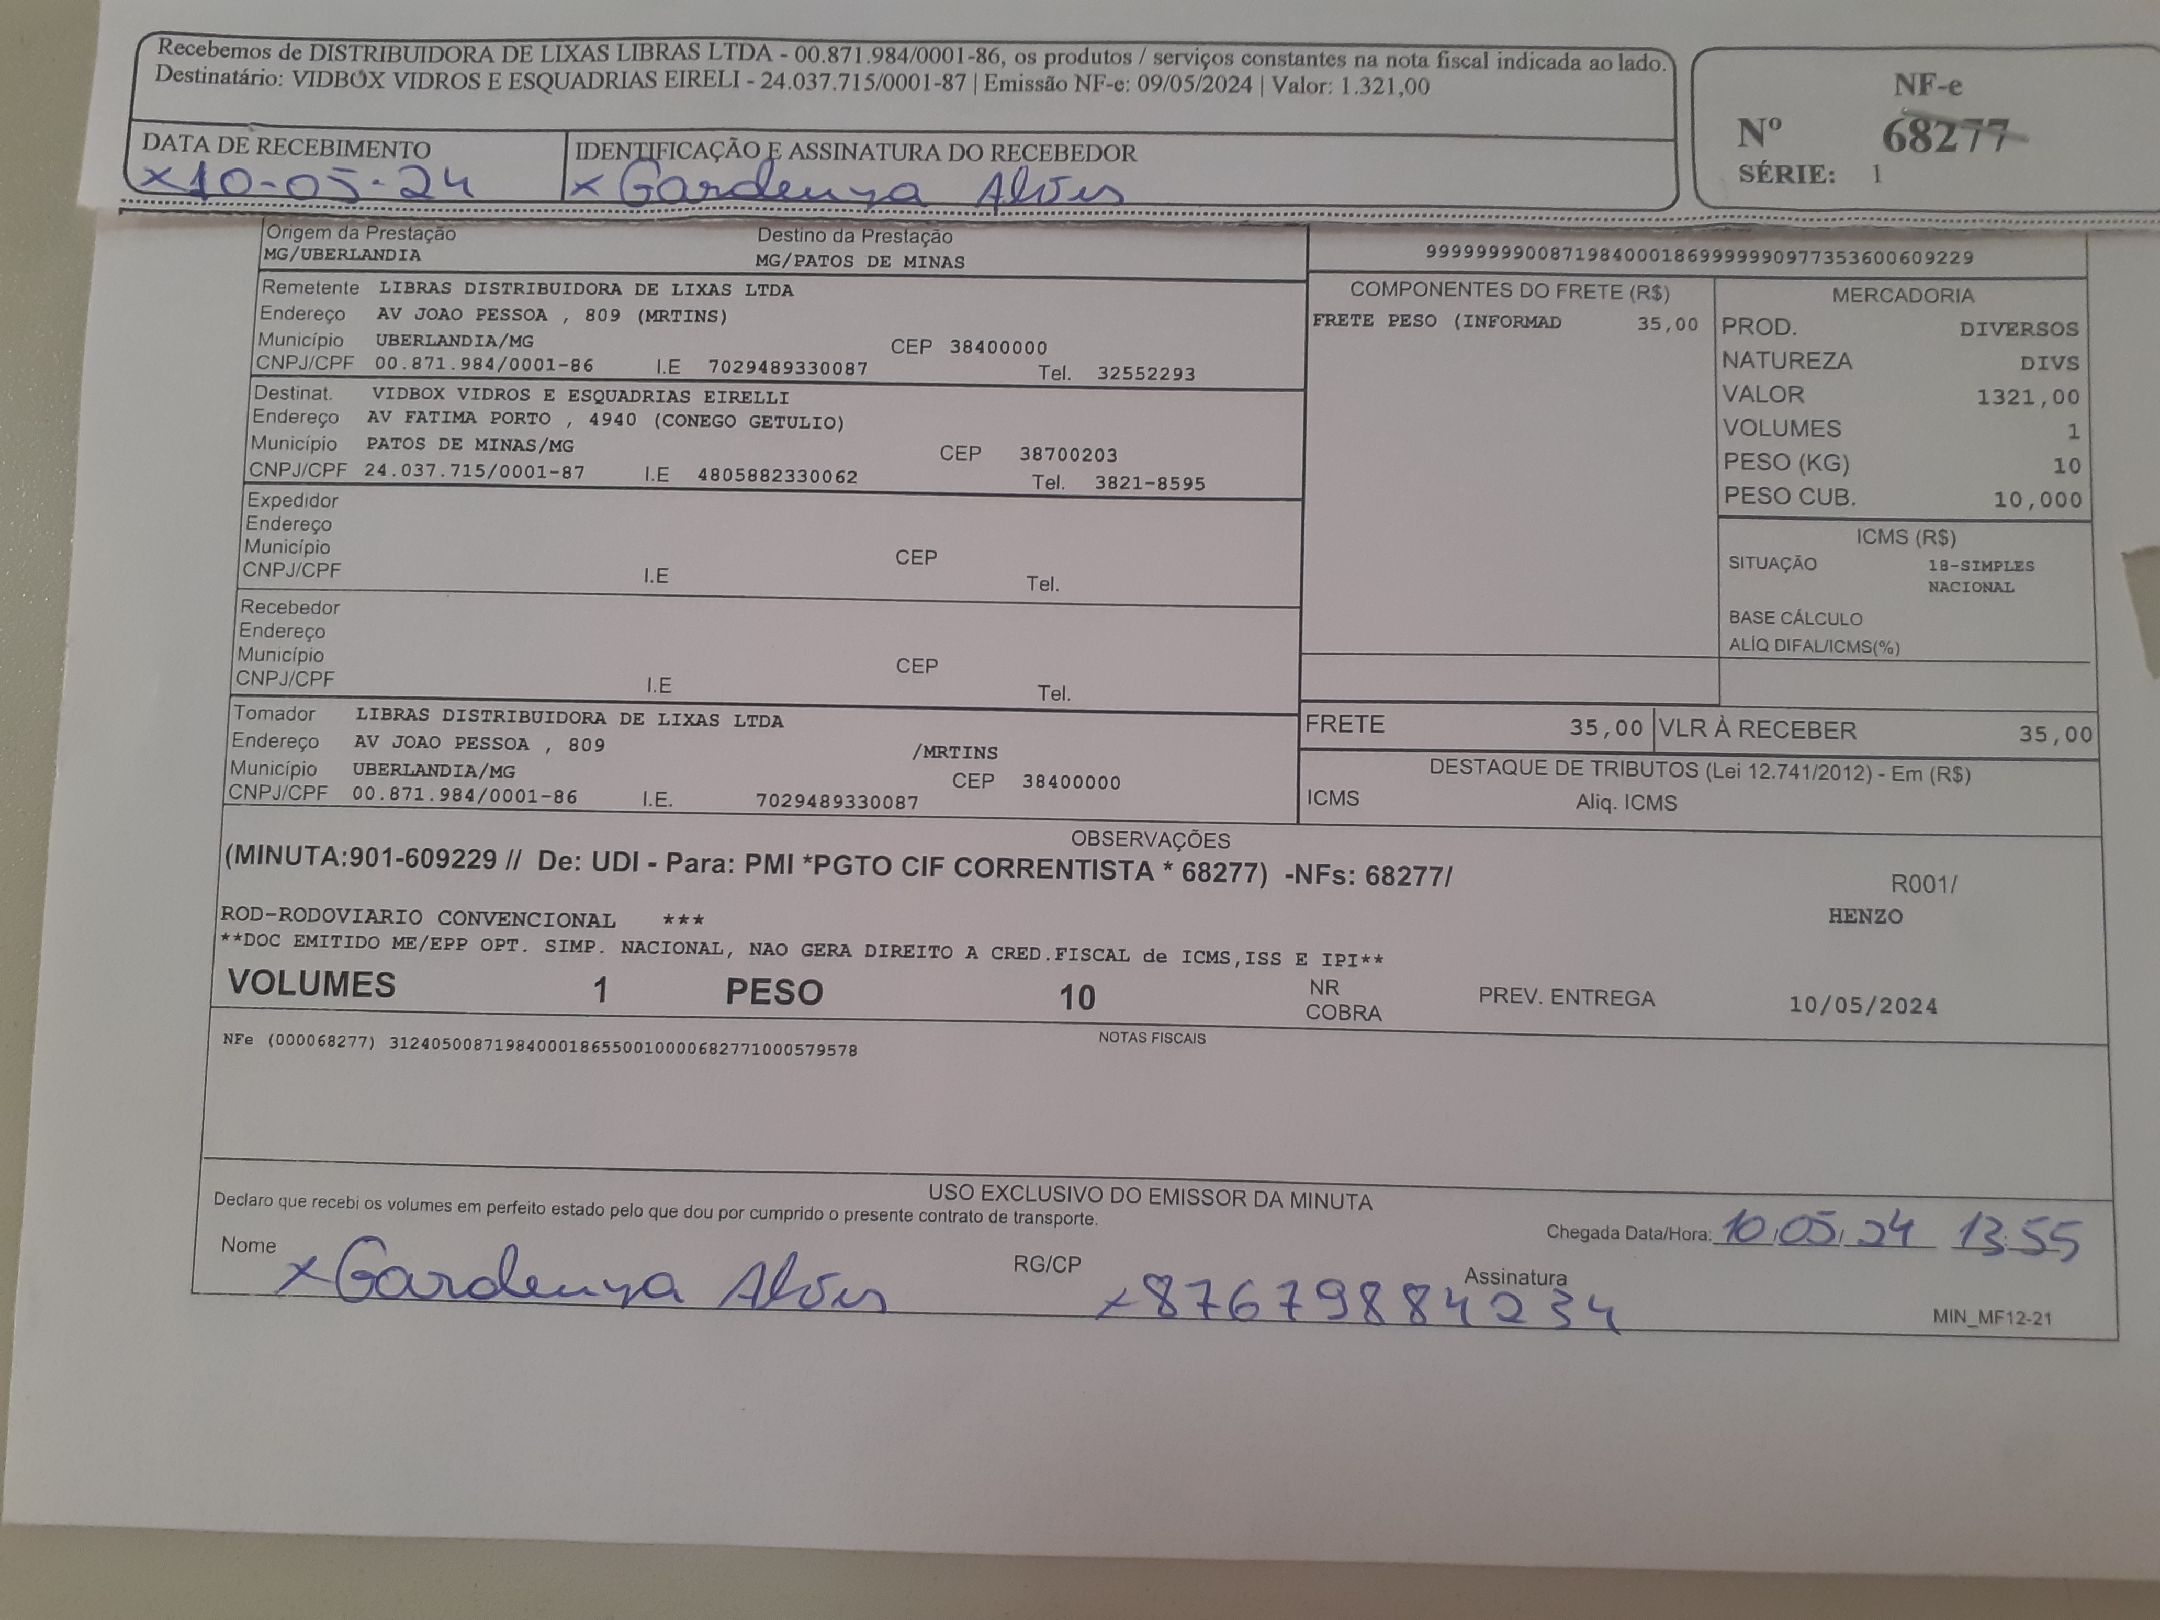 Recebemos de DISTRIBUIDORA DE LIXAS LIBRAS LTDA - 00.871.984/0001-86, os produtos / serviços constantes na nota fiscal indicada ao lado.
Destinatário: VIDBOX VIDROS E ESQUADRIAS EIRELI - 24.037.715/0001-87 | Emissão NF-e: 09/05/2024 | Valor: 1.321,00
NF-e
Nº 68277
SÉRIE: 1
DATA DE RECEBIMENTO
x10-05-24
IDENTIFICAÇÃO E ASSINATURA DO RECEBEDOR
x Gardenya Alves
Origem da Prestação Destino da Prestação
MG/UBERLANDIA MG/PATOS DE MINAS
99999999008719840001869999999097735360​0609229
Remetente LIBRAS DISTRIBUIDORA DE LIXAS LTDA
Endereço AV JOAO PESSOA , 809 (MRTINS)
Município UBERLANDIA/MG CEP 38400000
CNPJ/CPF 00.871.984/0001-86 I.E 7029489330087 Tel. 32552293
Destinat. VIDBOX VIDROS E ESQUADRIAS EIRELLI
Endereço AV FATIMA PORTO , 4940 (CONEGO GETULIO)
Município PATOS DE MINAS/MG CEP 38700203
CNPJ/CPF 24.037.715/0001-87 I.E 4805882330062 Tel. 3821-8595
Expedidor
Endereço
Município CEP
CNPJ/CPF I.E Tel.
Recebedor
Endereço
Município CEP
CNPJ/CPF I.E Tel.
Tomador LIBRAS DISTRIBUIDORA DE LIXAS LTDA
Endereço AV JOAO PESSOA , 809 /MRTINS
Município UBERLANDIA/MG CEP 38400000
CNPJ/CPF 00.871.984/0001-86 I.E. 7029489330087
COMPONENTES DO FRETE (R$)
FRETE PESO (INFORMAD 35,00
MERCADORIA
PROD. DIVERSOS
NATUREZA DIVS
VALOR 1321,00
VOLUMES 1
PESO (KG) 10
PESO CUB. 10,000
ICMS (R$)
SITUAÇÃO 18-SIMPLES
NACIONAL
BASE CÁLCULO
ALÍQ DIFAL/ICMS(%)
FRETE 35,00 VLR À RECEBER 35,00
DESTAQUE DE TRIBUTOS (Lei 12.741/2012) - Em (R$)
ICMS Aliq. ICMS
OBSERVAÇÕES
(MINUTA:901-609229 // De: UDI - Para: PMI *PGTO CIF CORRENTISTA * 68277) -NFs: 68277/
R001/
HENZO
ROD-RODOVIARIO CONVENCIONAL ***
**DOC EMITIDO ME/EPP OPT. SIMP. NACIONAL, NAO GERA DIREITO A CRED.FISCAL de ICMS,ISS E IPI**
VOLUMES 1 PESO 10 NR COBRA PREV. ENTREGA 10/05/2024
NOTAS FISCAIS
NFe (000068277) 31240500871984000186550010000682771000579578
USO EXCLUSIVO DO EMISSOR DA MINUTA
Declaro que recebi os volumes em perfeito estado pelo que dou por cumprido o presente contrato de transporte.
Chegada Data/Hora: 10/05/24 13:55
Nome x Gardenya Alves RG/CP x 876798884234 Assinatura
MIN_MF12-21